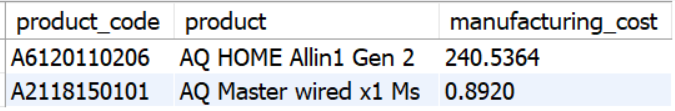 product_code product manufacturing_cost
A6120110206 AQ HOME Allin1 Gen 2 240.5364
A2118150101 AQ Master wired x1 Ms 0.8920